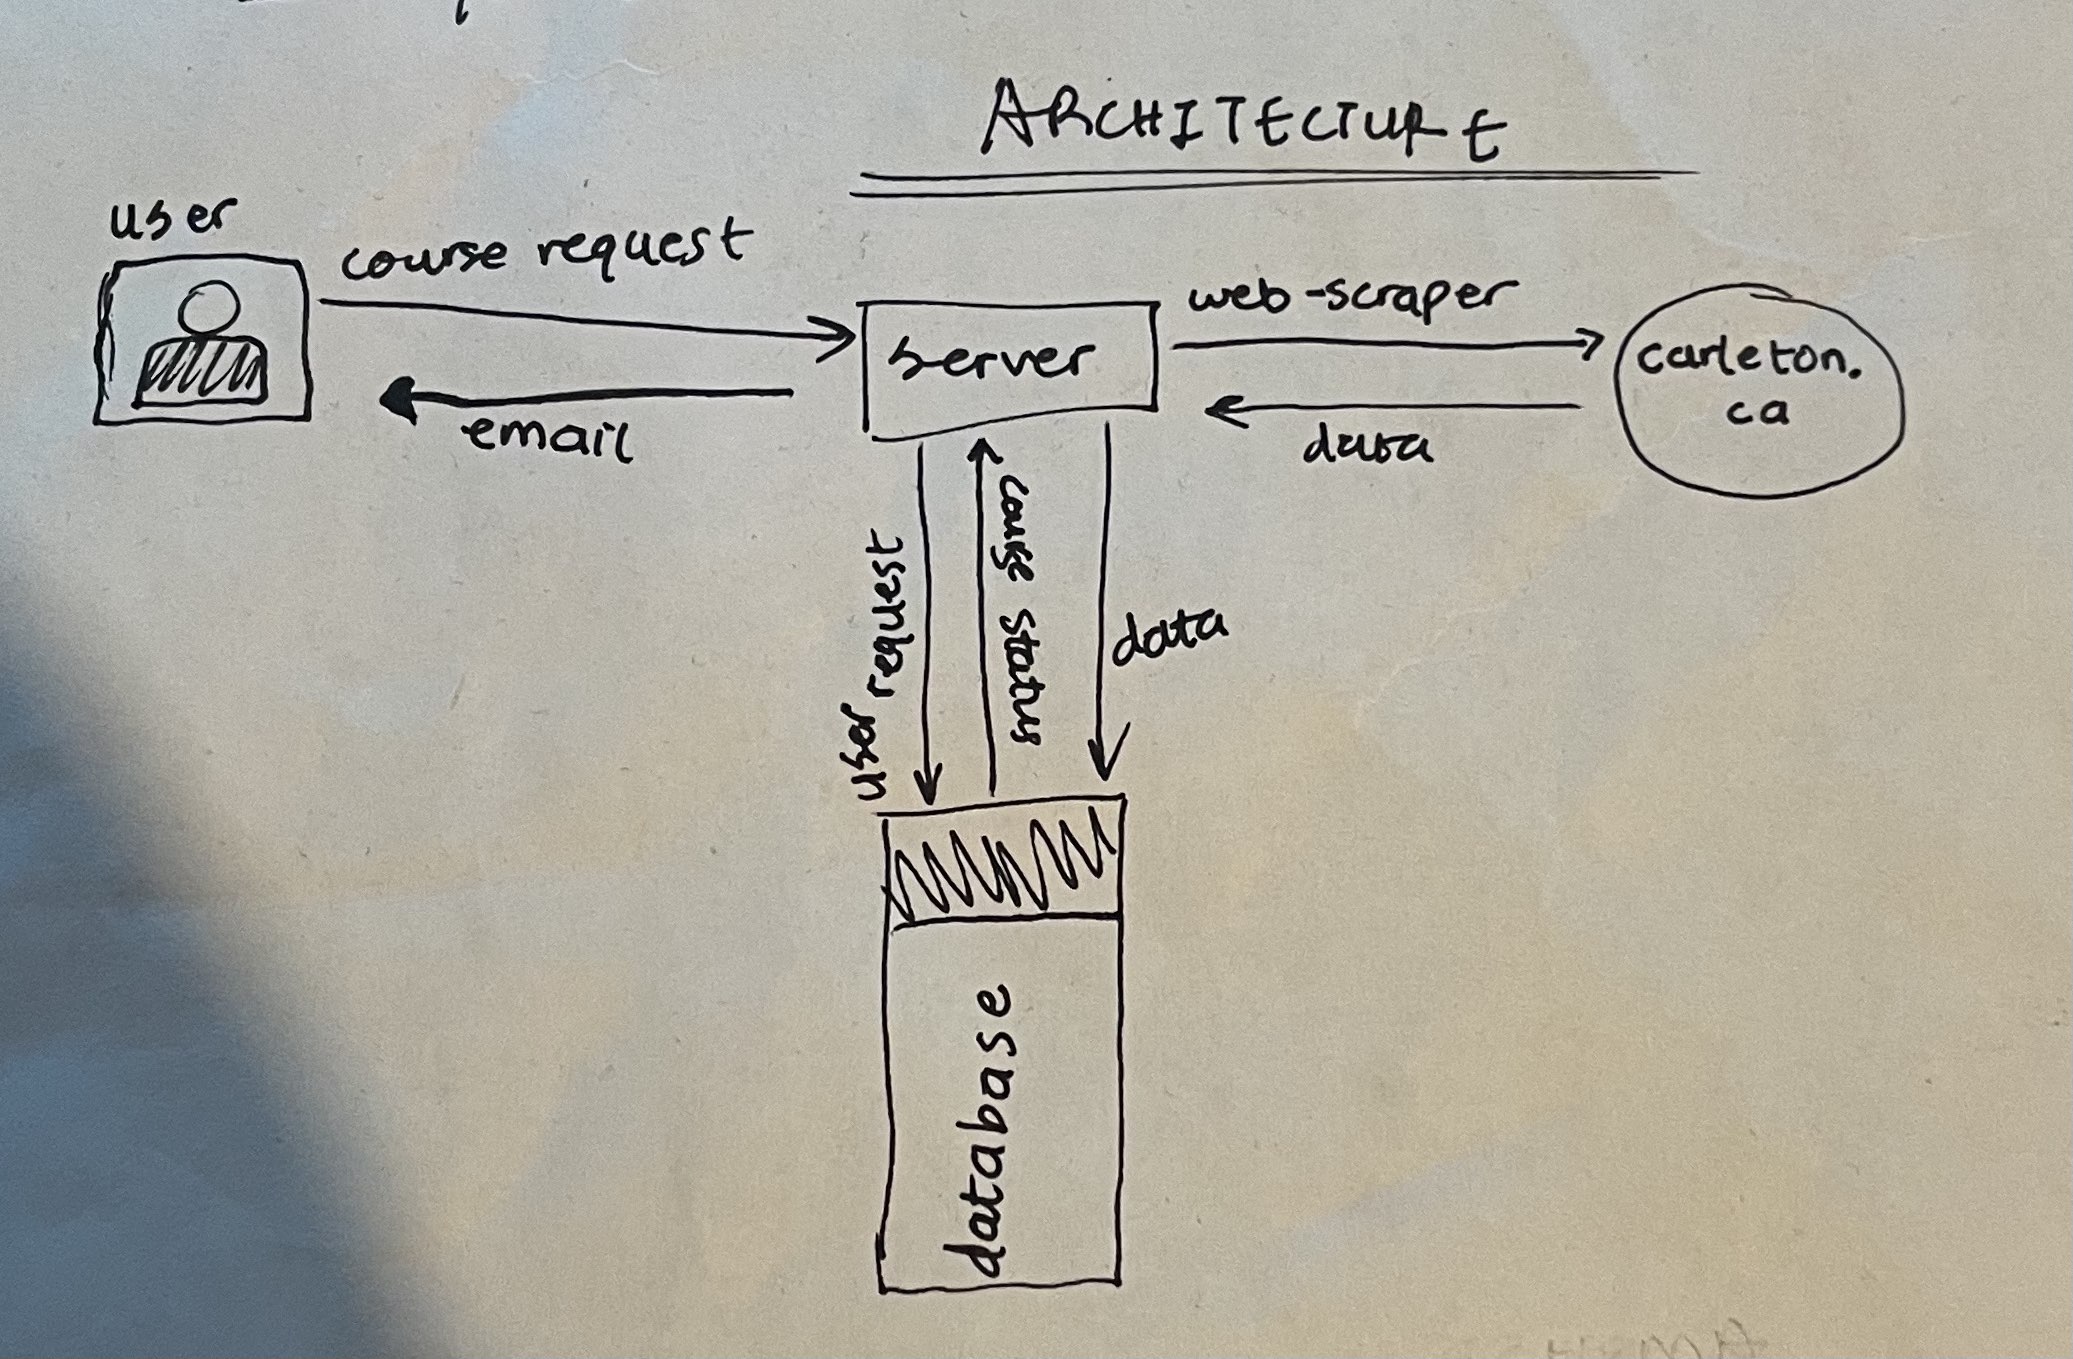 ARCHITECTURE
user
course request
email
server
web-scraper
data
carleton.
ca
user request
course status
data
database